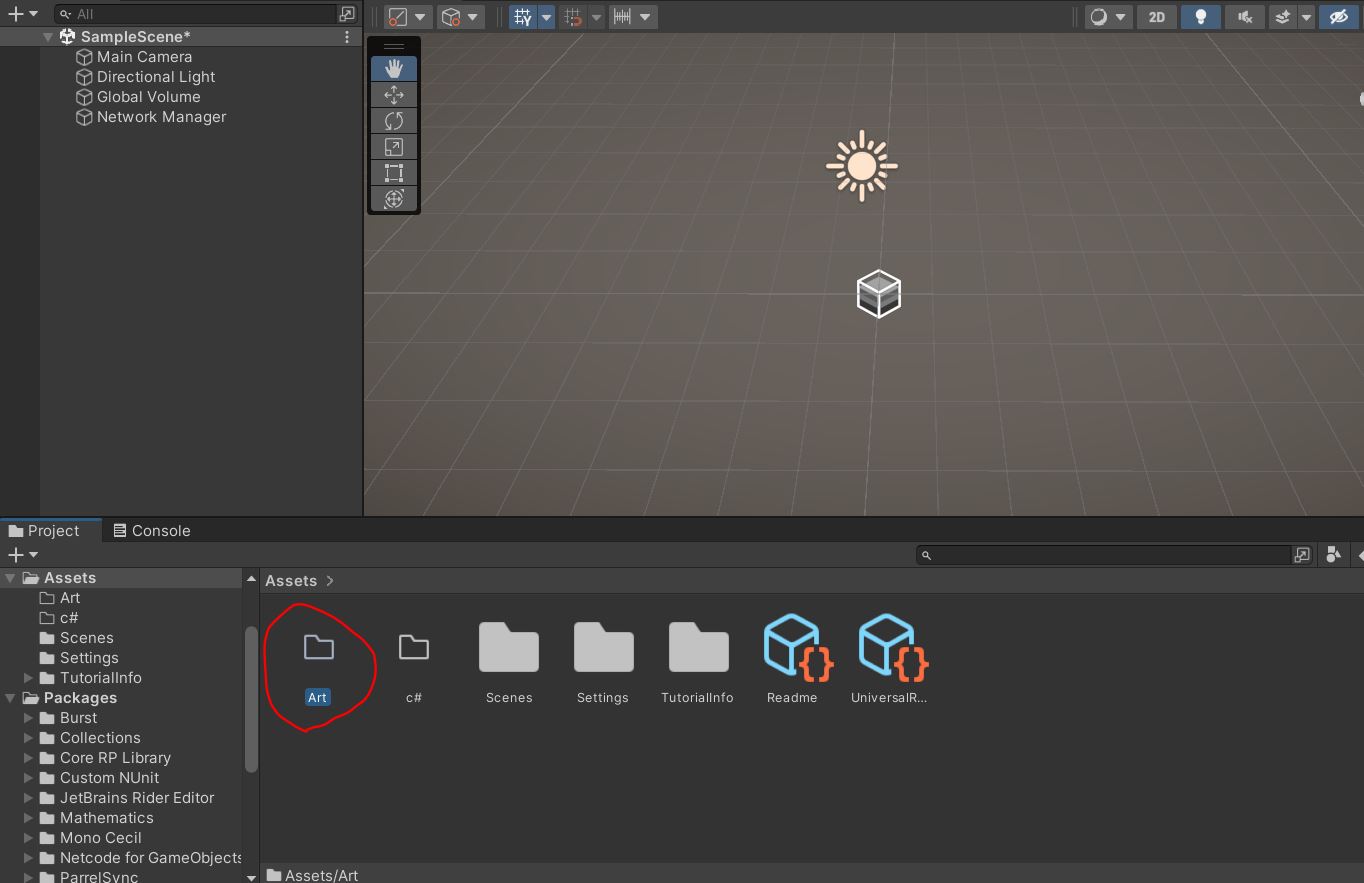 All
SampleScene*
Main Camera
Directional Light
Global Volume
Network Manager
Y
2D
Project
Console
Assets
Art
c#
Scenes
Settings
TutorialInfo
Packages
Burst
Collections
Core RP Library
Custom NUnit
JetBrains Rider Editor
Mathematics
Mono Cecil
Netcode for GameObjects
ParrelSync
Assets >
Art
c#
Scenes
Settings
TutorialInfo
Readme
UniversalR...
Assets/Art